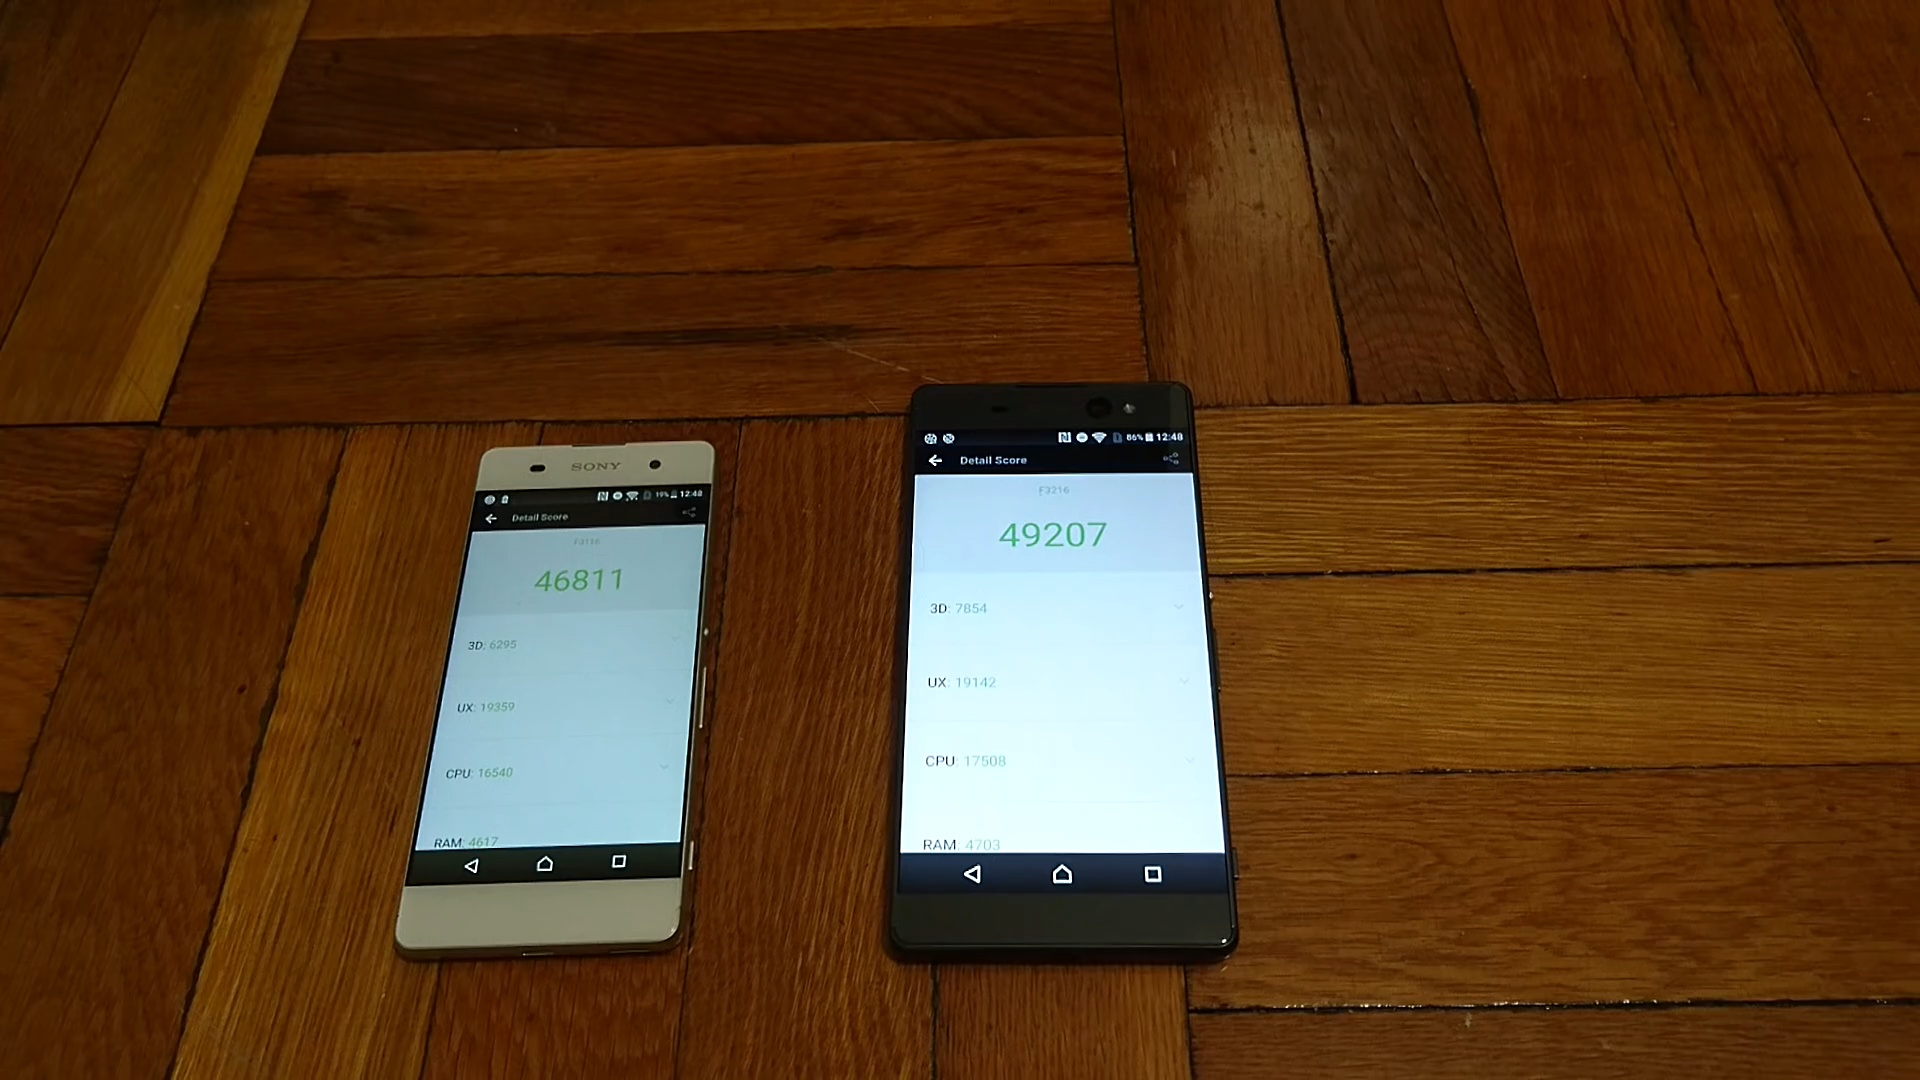 SONY
19% 12:48
Detail Score
F3116
46811
3D: 6295
UX: 19359
CPU: 16540
RAM: 4617
86% 12:48
Detail Score
F3216
49207
3D: 7854
UX: 19142
CPU: 17508
RAM: 4703